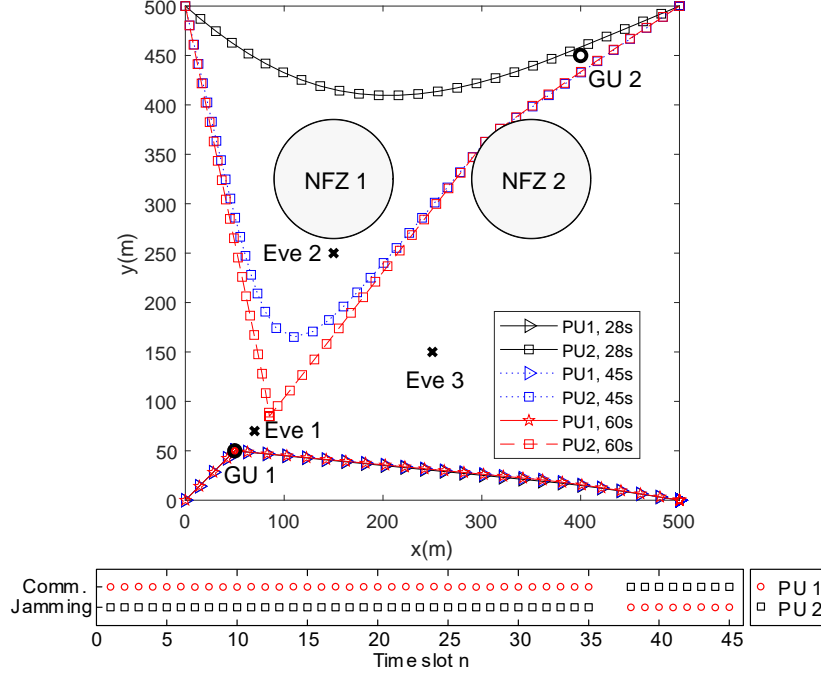 500
450
GU 2
400
350
NFZ 1
NFZ 2
300
250
Eve 2
y(m)
200
150
Eve 3
100
50
Eve 1
GU 1
0
PU1, 28s
PU2, 28s
PU1, 45s
PU2, 45s
PU1, 60s
PU2, 60s
0 100 200 300 400 500
x(m)
Comm.
Jamming
PU 1
PU 2
0 5 10 15 20 25 30 35 40 45
Time slot n